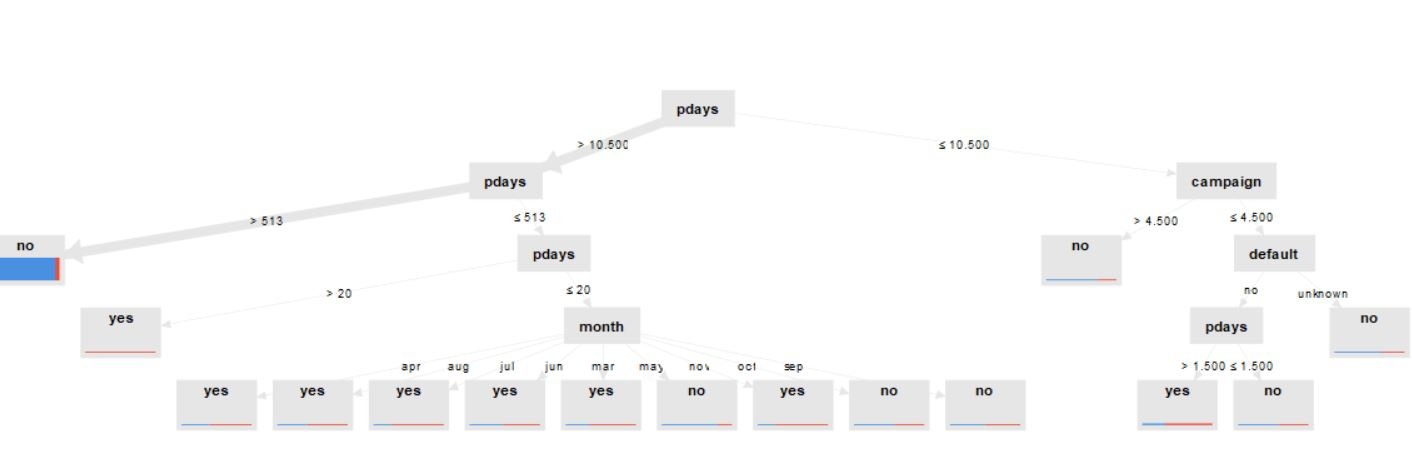 pdays
> 10.500
≤ 10.500
pdays
campaign
> 513
≤ 513
> 4.500
≤ 4.500
no
pdays
no
default
> 20
≤ 20
no
unknown
yes
month
pdays
no
apr
aug
jul
jun
mar
may
nov
oct
sep
> 1.500
≤ 1.500
yes
yes
yes
yes
yes
no
yes
no
no
yes
no